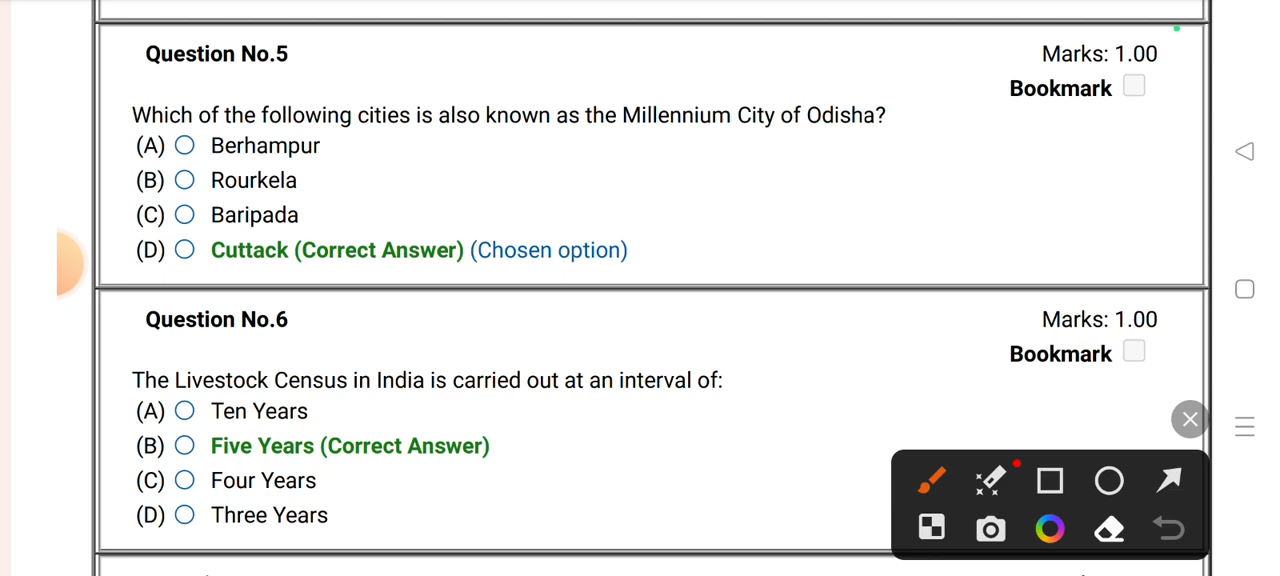 Question No.5
Marks: 1.00
Bookmark
Which of the following cities is also known as the Millennium City of Odisha?
(A) Berhampur
(B) Rourkela
(C) Baripada
(D) Cuttack (Correct Answer) (Chosen option)
Question No.6
Marks: 1.00
Bookmark
The Livestock Census in India is carried out at an interval of:
(A) Ten Years
(B) Five Years (Correct Answer)
(C) Four Years
(D) Three Years